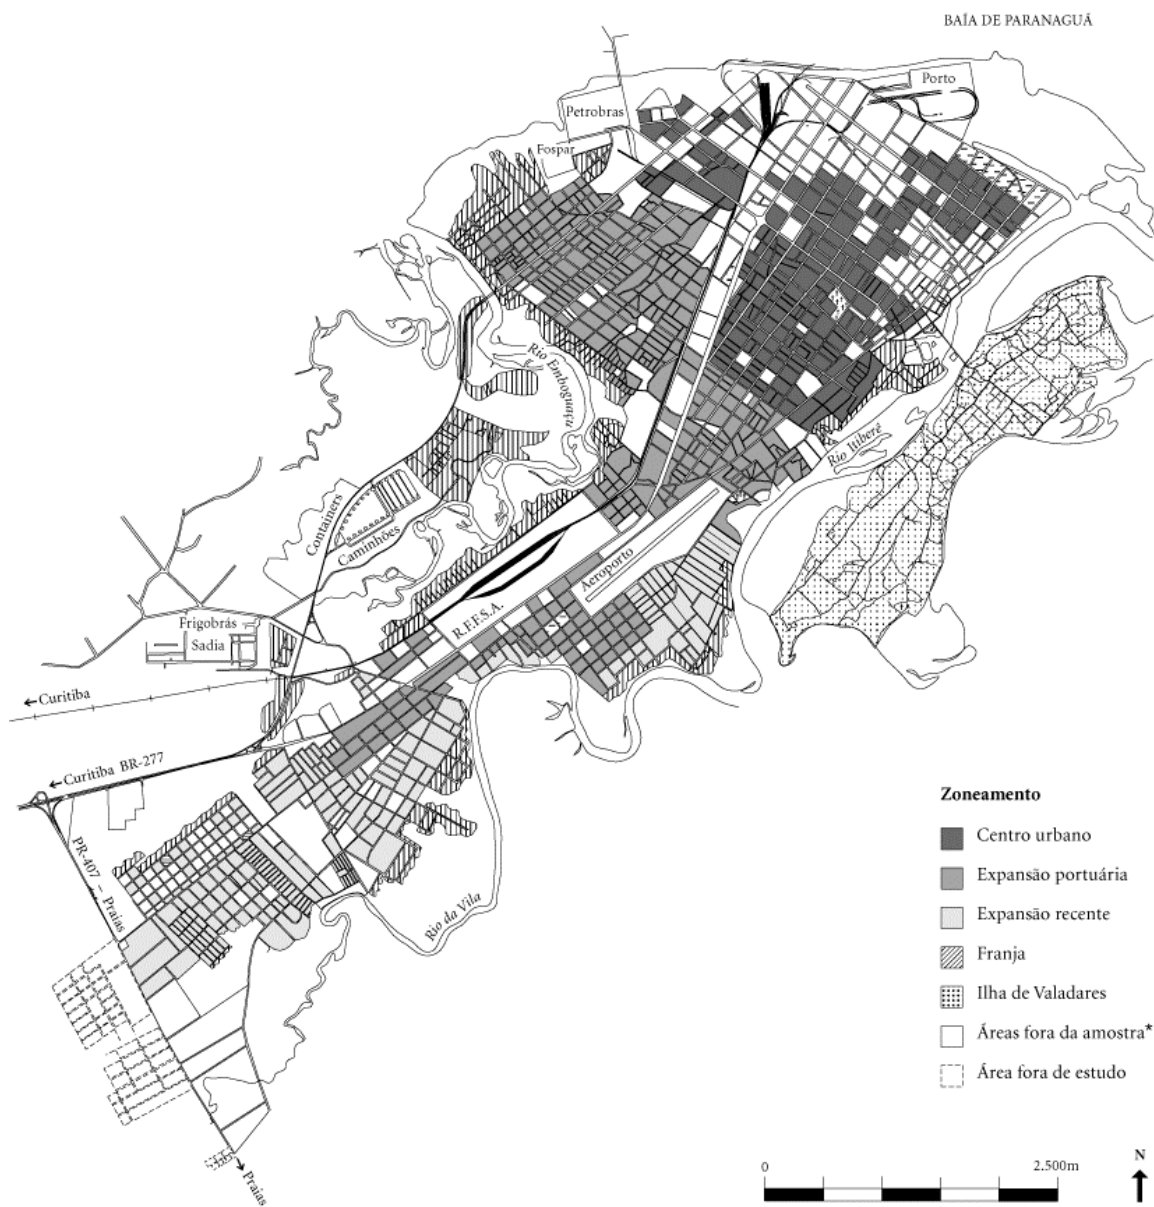 BAÍA DE PARANAGUÁ
Porto
Petrobras
Fospar
Rio Emboguaçu
Rio Itiberê
Containers
Caminhões
Aeroporto
R.F.F.S.A.
Frigobrás
Sadia
←Curitiba
←Curitiba BR-277
PR-407 – Praias
Rio da Vila
Praias
Zoneamento
Centro urbano
Expansão portuária
Expansão recente
Franja
Ilha de Valadares
Áreas fora da amostra*
Área fora de estudo
0 2.500m
N